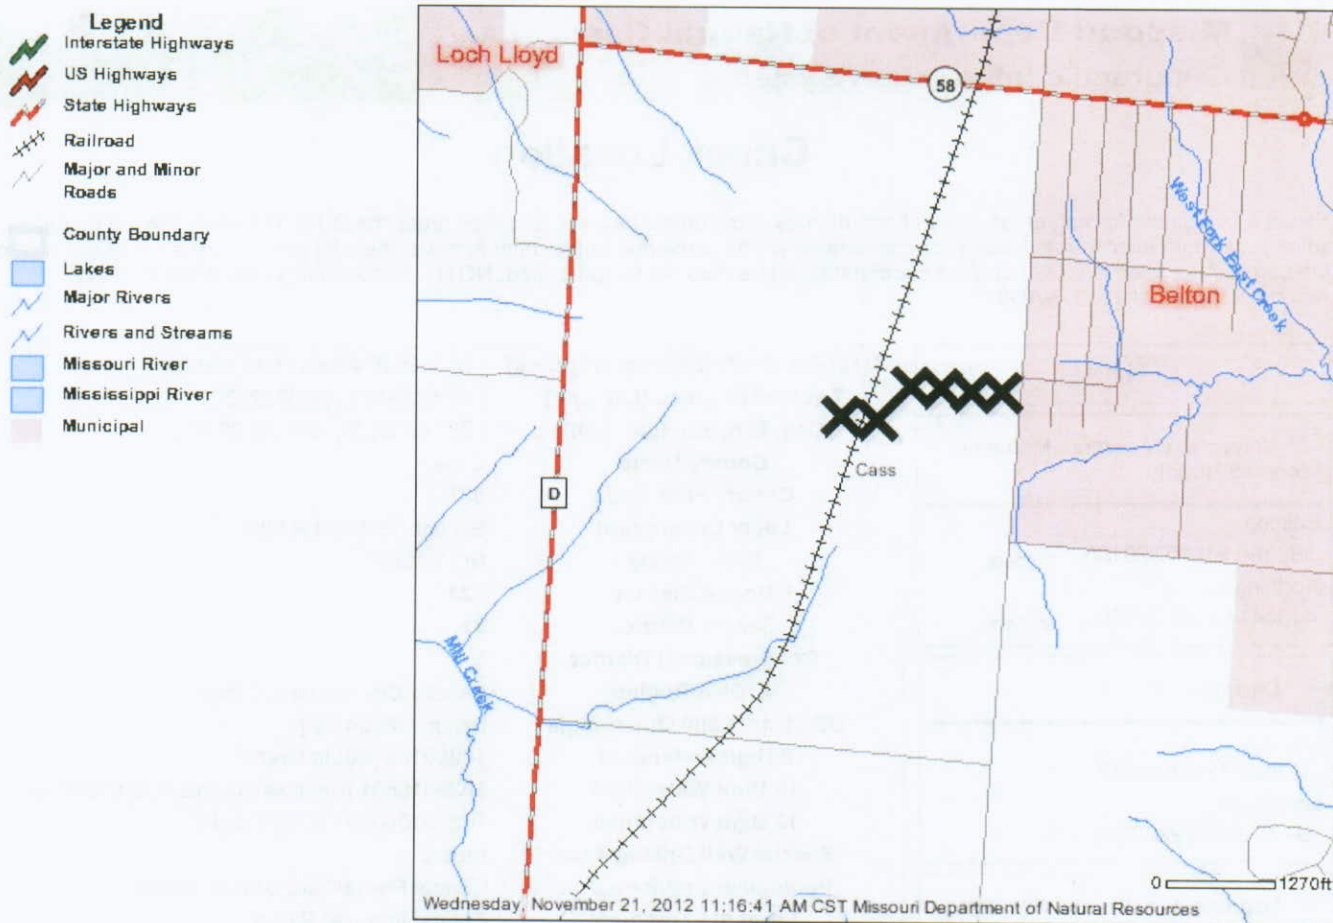 Legend
Interstate Highways
US Highways
State Highways
Railroad
Major and Minor
Roads
County Boundary
Lakes
Major Rivers
Rivers and Streams
Missouri River
Mississippi River
Municipal
Loch Lloyd
58
West Fork East Creek
Belton
Cass
D
Mill Creek
0 1270ft
Wednesday, November 21, 2012 11:16:41 AM CST Missouri Department of Natural Resources